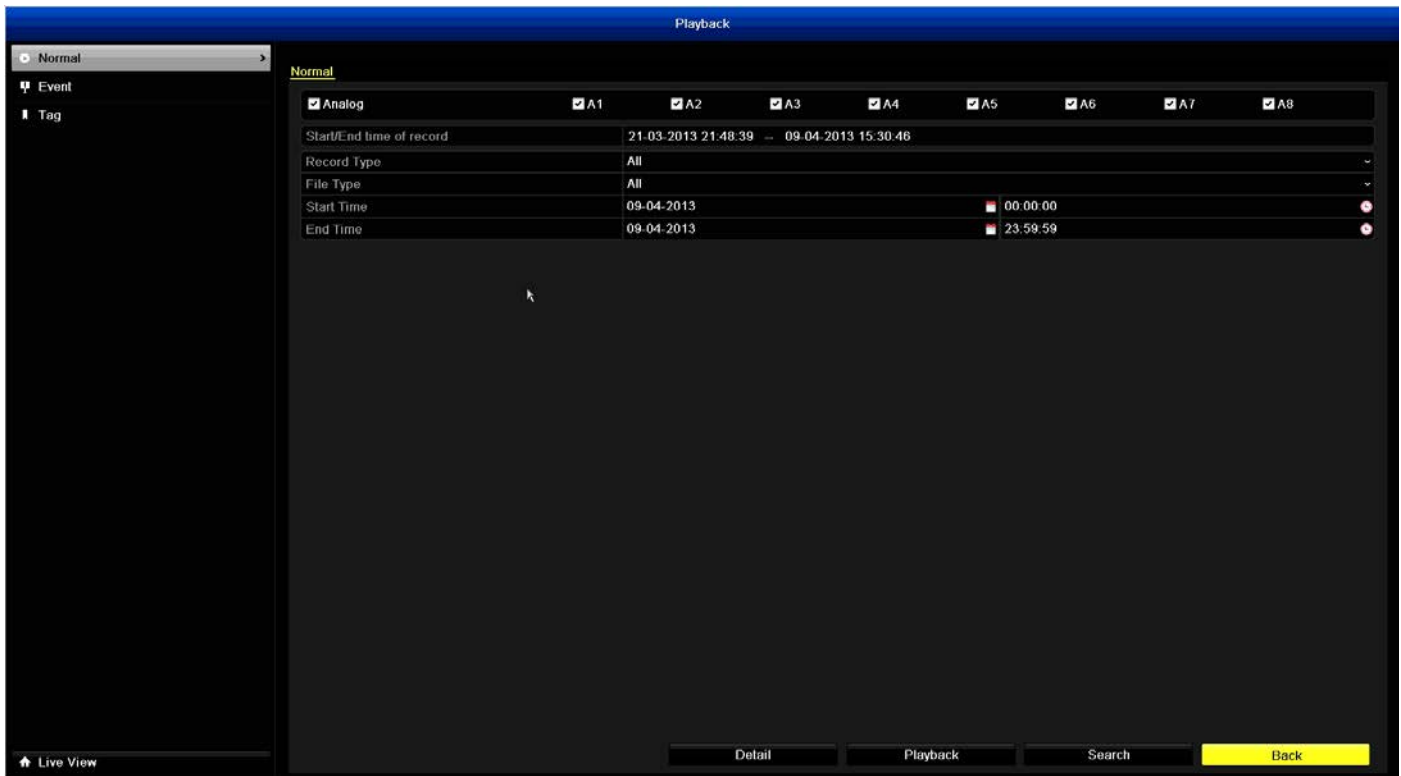 Playback
Normal >
Event
Tag
Normal
Analog A1 A2 A3 A4 A5 A6 A7 A8
Start/End time of record 21-03-2013 21:48:39 -- 09-04-2013 15:30:46
Record Type All
File Type All
Start Time 09-04-2013 00:00:00
End Time 09-04-2013 23:59:59
Live View Detail Playback Search Back